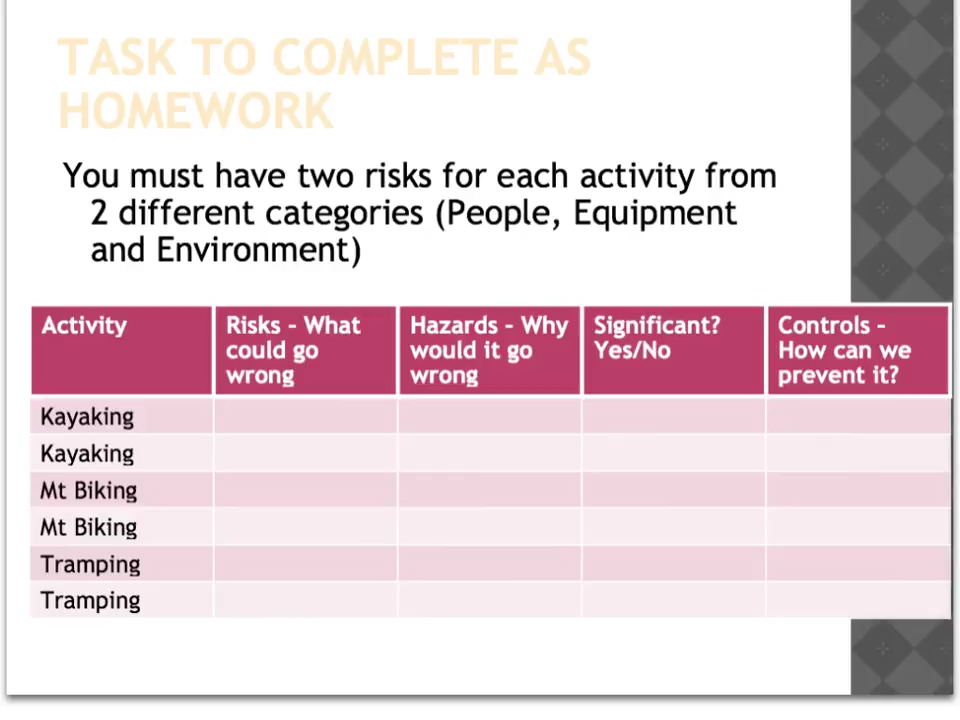 TASK TO COMPLETE AS
HOMEWORK
You must have two risks for each activity from
2 different categories (People, Equipment
and Environment)
Activity
Risks - What
could go
wrong
Hazards - Why
would it go
wrong
Significant?
Yes/No
Controls -
How can we
prevent it?
Kayaking
Kayaking
Mt Biking
Mt Biking
Tramping
Tramping